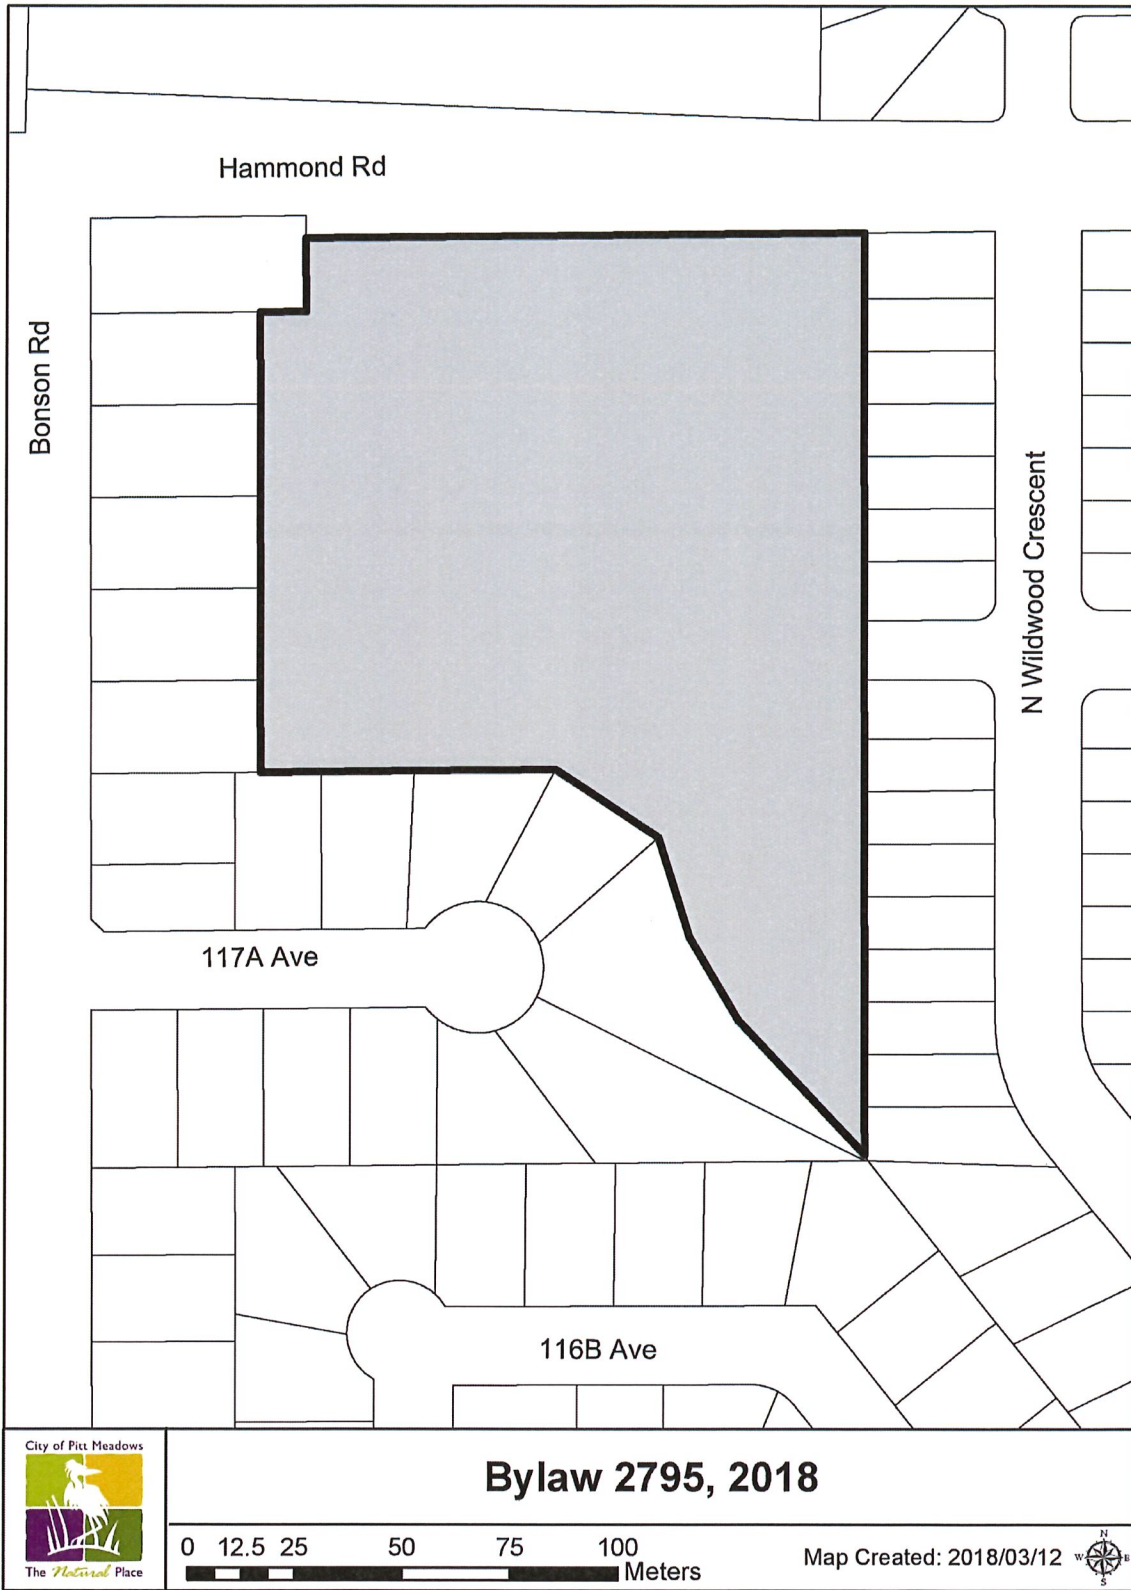 Hammond Rd
Bonson Rd
N Wildwood Crescent
117A Ave
116B Ave
City of Pitt Meadows
The Natural Place
Bylaw 2795, 2018
0 12.5 25 50 75 100
Meters
Map Created: 2018/03/12
N
W E
S